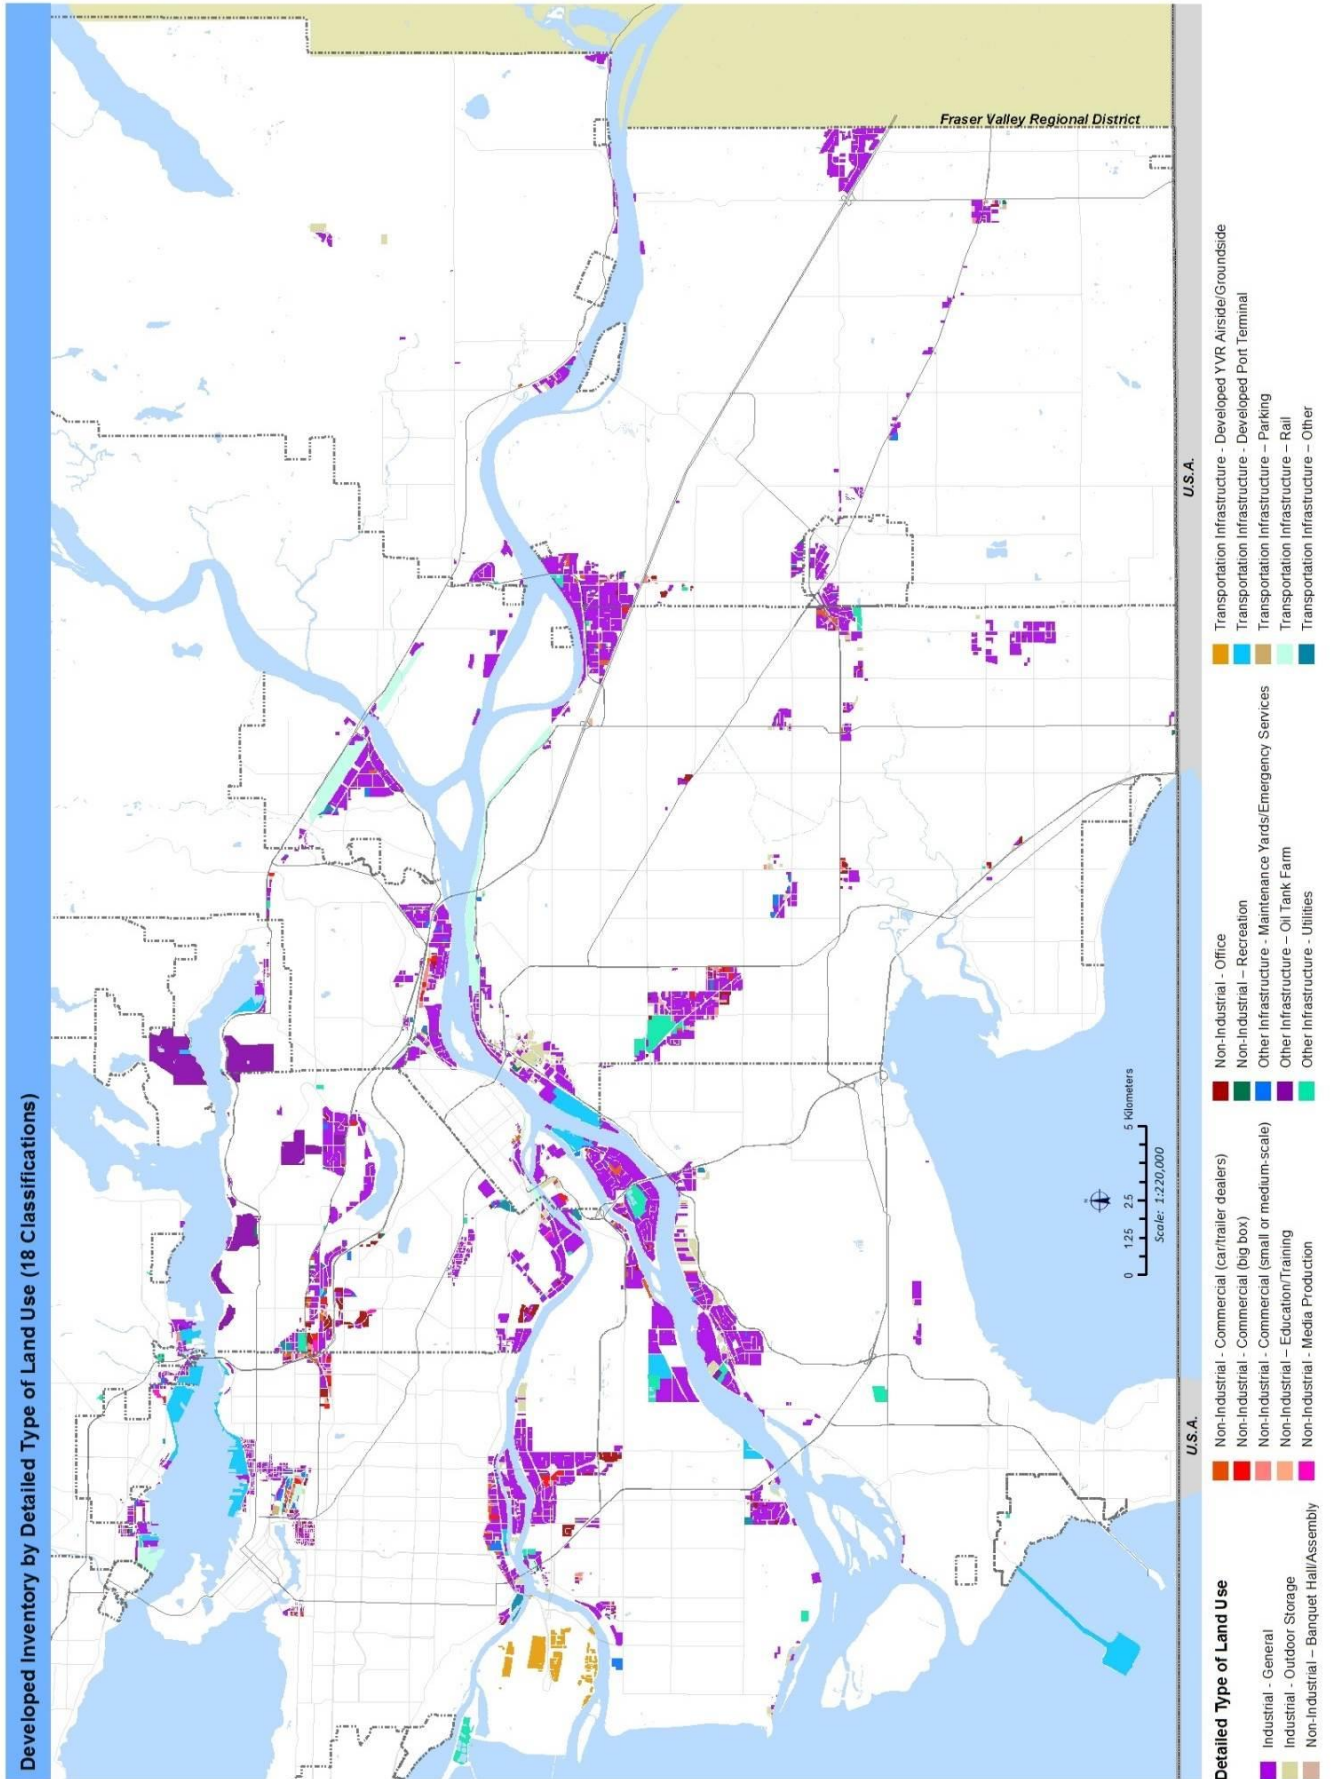 Developed Inventory by Detailed Type of Land Use (18 Classifications)
Fraser Valley Regional District
U.S.A.
U.S.A.
0 1.25 2.5 5 Kilometers
Scale: 1:220,000
Detailed Type of Land Use
Industrial - General
Industrial - Outdoor Storage
Non-Industrial – Banquet Hall/Assembly
Non-Industrial - Commercial (car/trailer dealers)
Non-Industrial - Commercial (big box)
Non-Industrial - Commercial (small or medium-scale)
Non-Industrial – Education/Training
Non-Industrial - Media Production
Non-Industrial - Office
Non-Industrial – Recreation
Other Infrastructure - Maintenance Yards/Emergency Services
Other Infrastructure – Oil Tank Farm
Other Infrastructure - Utilities
Transportation Infrastructure - Developed YVR Airside/Groundside
Transportation Infrastructure - Developed Port Terminal
Transportation Infrastructure – Parking
Transportation Infrastructure – Rail
Transportation Infrastructure – Other